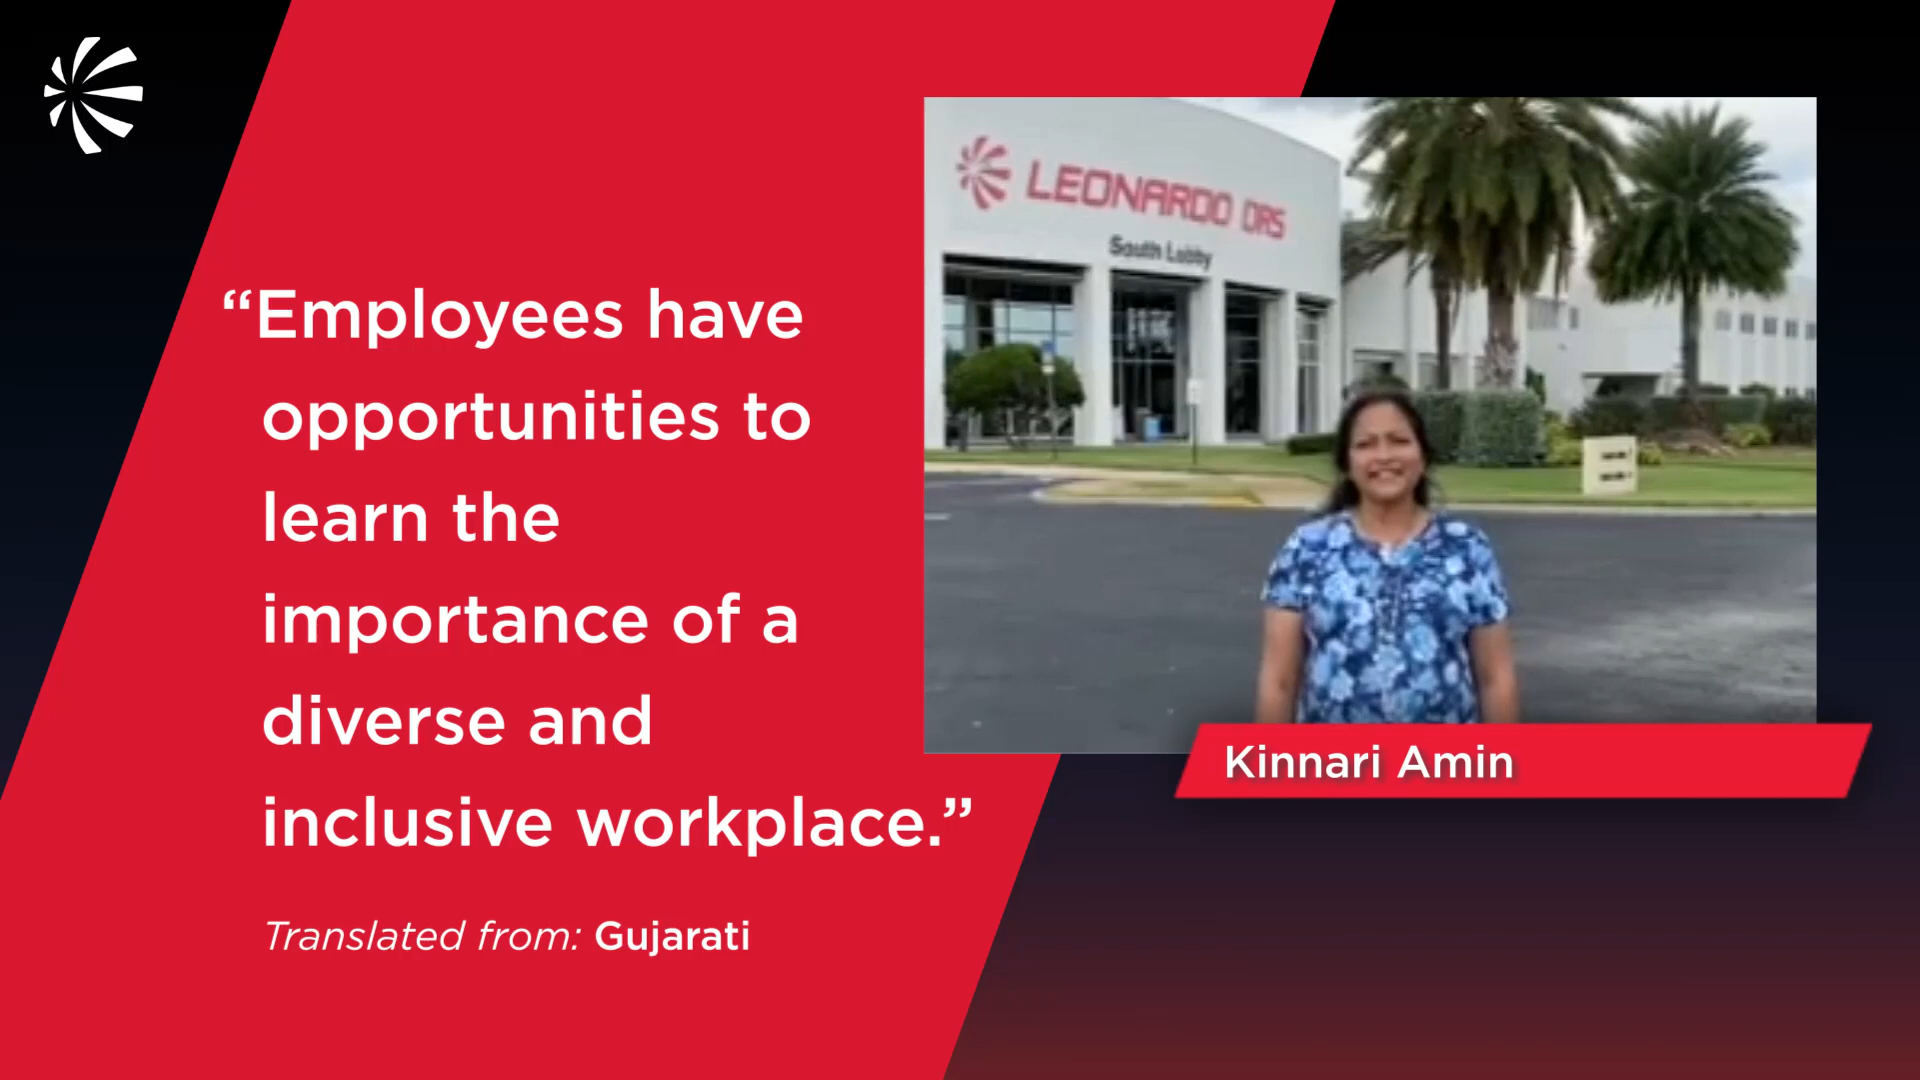 “Employees have
opportunities to
learn the
importance of a
diverse and
inclusive workplace.”
Translated from: Gujarati
LEONARDO DRS
South Lobby
Kinnari Amin